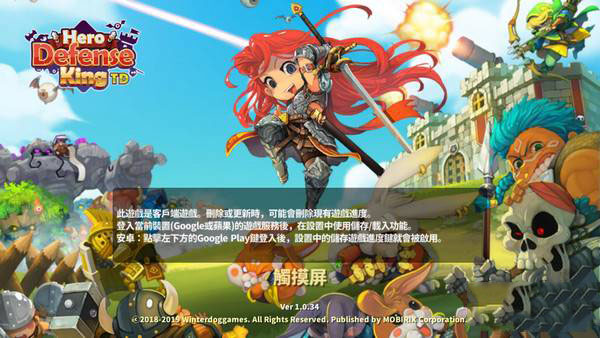 Hero
Defense
King TD
此遊戲是客戶端遊戲。刪除或更新時，可能會刪除現有遊戲進度。
登入當前裝置(Google或蘋果)的遊戲服務後，在設置中使用儲存/載入功能。
安卓：點擊左下方的Google Play鍵登入後，設置中的儲存遊戲進度鍵就會被啟用。
觸摸屏
Ver 1.0.34
© 2018-2019 Winterdoggames. All Rights Reserved. Published by MOBIRIX Corporation.